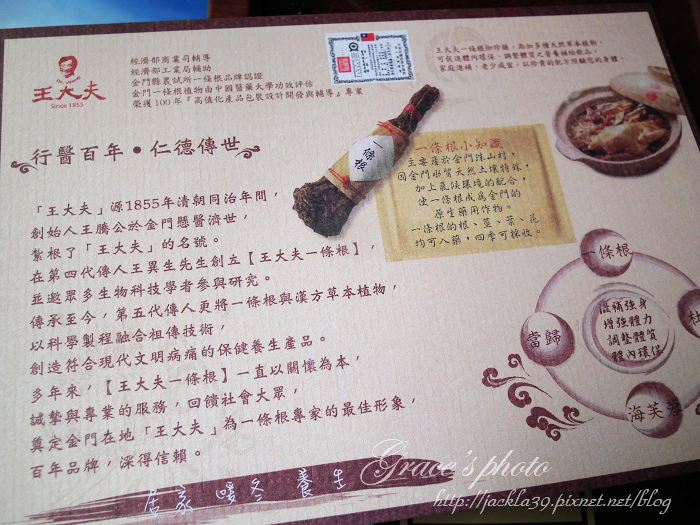 王大夫
Since 1855
經濟部商業司輔導
經濟部工業局輔助
金門縣農試所一條根品牌認證
金門一條根植物由中國醫藥大學功效評估
榮獲100年『高值化產品包裝設計開發與輔導』專案
王大夫一條根御珍膳，添加多種天然草本植物，
可促進體內環保、調整體質之營養補給飲品，
家庭進補、老少咸宜，以珍貴的配方照顧您的身體。
行醫百年•仁德傳世
「王大夫」源1855年清朝同治年間，
創始人王騰公於金門懸醫濟世，
紮根了「王大夫」的名號。
在第四代傳人王異生先生創立【王大夫一條根】，
並邀眾多生物科技學者參與研究。
傳承至今，第五代傳人更將一條根與漢方草本植物，
以科學製程融合祖傳技術，
創造符合現代文明病痛的保健養生產品。
多年來，【王大夫一條根】一直以關懷為本，
誠摯與專業的服務，回饋社會大眾，
奠定金門在地「王大夫」為一條根專家的最佳形象，
百年品牌，深得信賴。
一條根
一條根小知識
主要產於金門珠山村，
因金門水質天然土壤特殊，
加上氣候環境的配合，
使一條根成為金門的
原生藥用作物。
一條根的根、莖、葉、花
均可入藥，四季可採收。
一條根
滋補強身
增強體力
調整體質
體內環保
當歸
杜
海芙蓉
居家暖冬養生
Grace's photo
http://jackla39.pixnet.net/blog